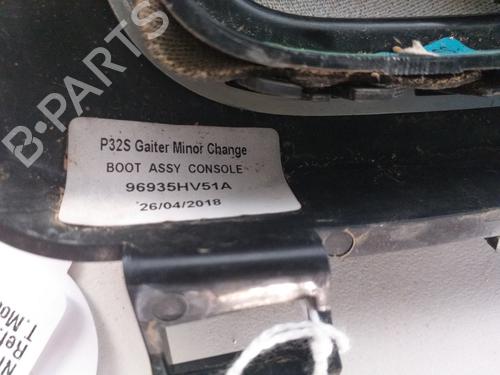 B-PARTS
P32S Gaiter Minor Change
BOOT ASSY CONSOLE
96935HV51A
26/04/2018